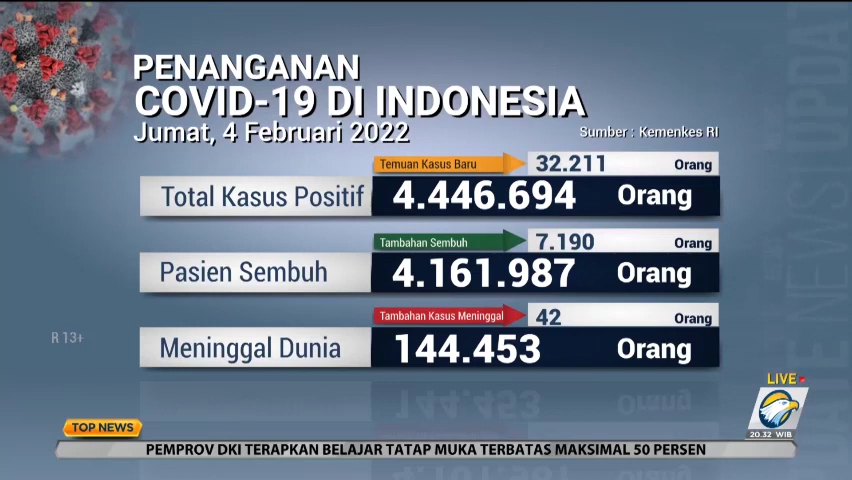 PENANGANAN
COVID-19 DI INDONESIA
Jumat, 4 Februari 2022
Sumber : Kemenkes RI
Temuan Kasus Baru 32.211 Orang
Total Kasus Positif 4.446.694 Orang
Tambahan Sembuh 7.190 Orang
Pasien Sembuh 4.161.987 Orang
Tambahan Kasus Meninggal 42 Orang
Meninggal Dunia 144.453 Orang
R 13+
NEWS UPDATE
LIVE
20.32 WIB
TOP NEWS
PEMPROV DKI TERAPKAN BELAJAR TATAP MUKA TERBATAS MAKSIMAL 50 PERSEN